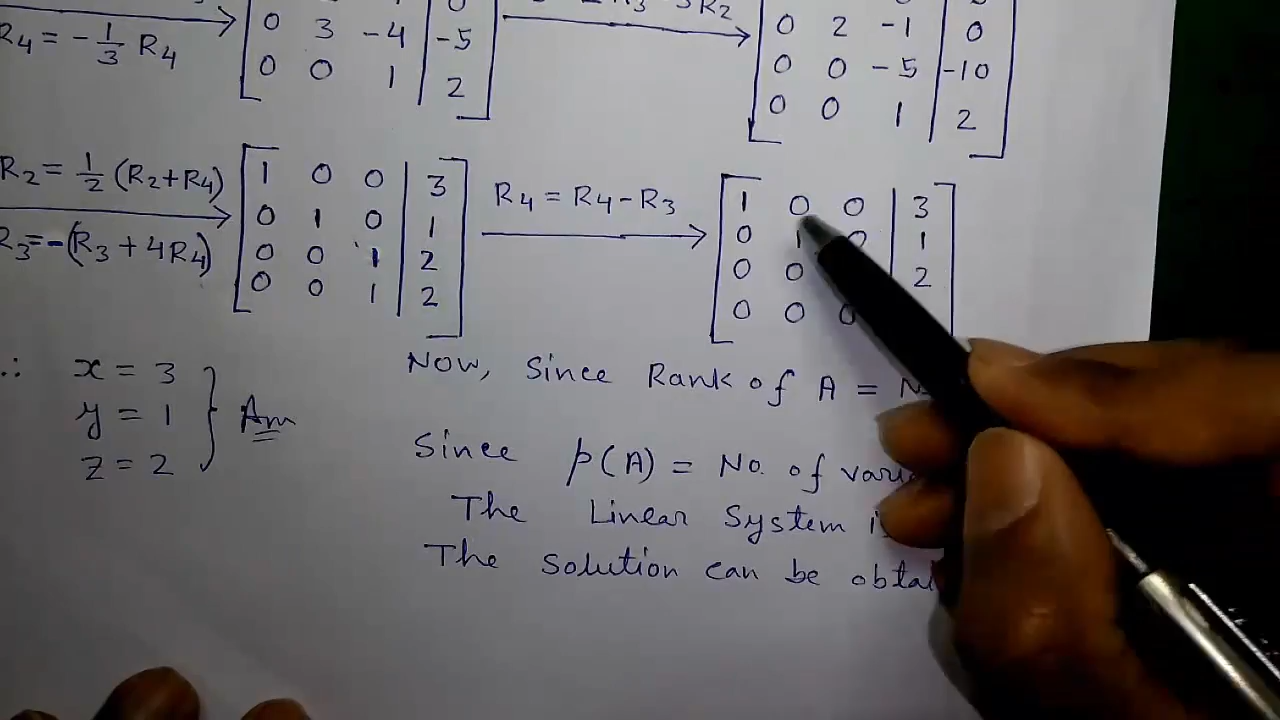 R4 = -1/3 R4
0 3 -4 | -5
0 0 1 | 2
0 2 -1 | 0
0 0 -5 | -10
0 0 1 | 2
R2 = 1/2 (R2+R4)
R3 = -(R3 + 4R4)
1 0 0 | 3
0 1 0 | 1
0 0 1 | 2
0 0 1 | 2
R4 = R4 - R3
1 0 0 | 3
0 1 0 | 1
0 0 | 2
0 0 0
∴ x = 3
y = 1
z = 2
Ans
Now, Since Rank of A =
Since ρ(A) = No. of
The Linear System
The solution can be